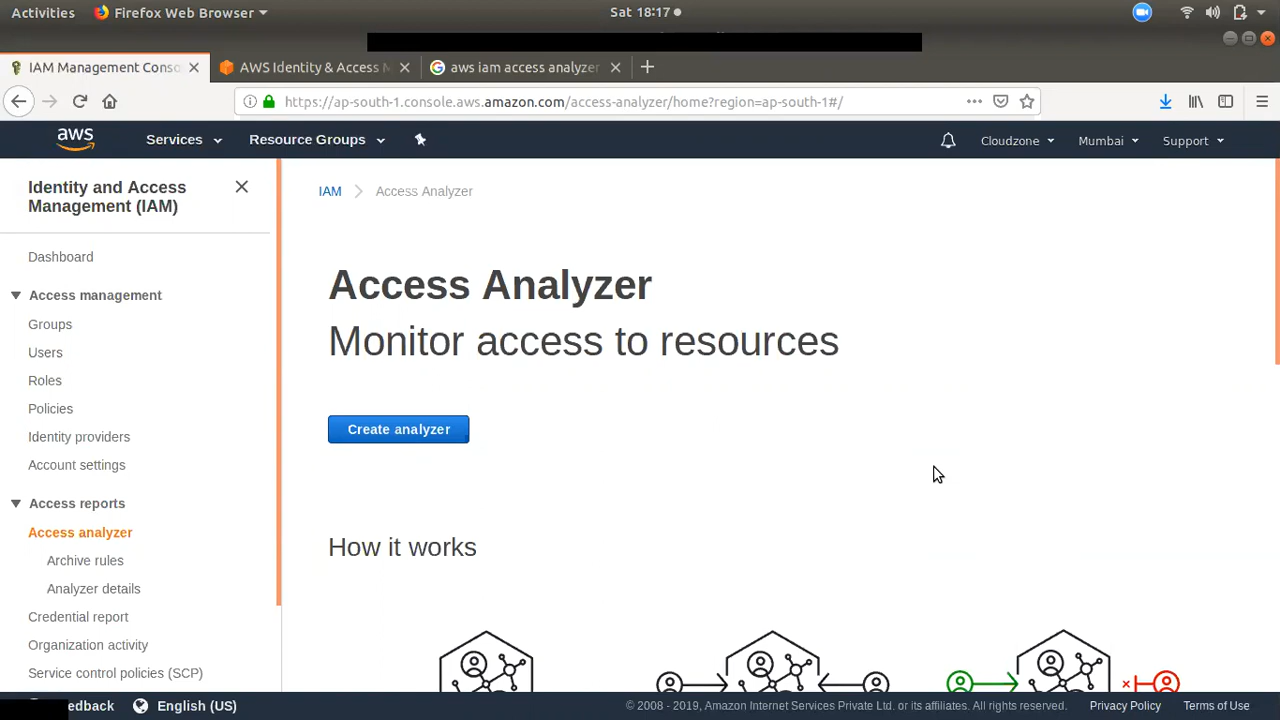 Activities
Firefox Web Browser
Sat 18:17
IAM Management Conso
AWS Identity & Access M
aws iam access analyzer
https://ap-south-1.console.aws.amazon.com/access-analyzer/home?region=ap-south-1#/
aws
Services
Resource Groups
Cloudzone
Mumbai
Support
Identity and Access
Management (IAM)
Dashboard
Access management
Groups
Users
Roles
Policies
Identity providers
Account settings
Access reports
Access analyzer
Archive rules
Analyzer details
Credential report
Organization activity
Service control policies (SCP)
IAM
Access Analyzer
Access Analyzer
Monitor access to resources
Create analyzer
How it works
edback
English (US)
© 2008 - 2019, Amazon Internet Services Private Ltd. or its affiliates. All rights reserved.
Privacy Policy
Terms of Use